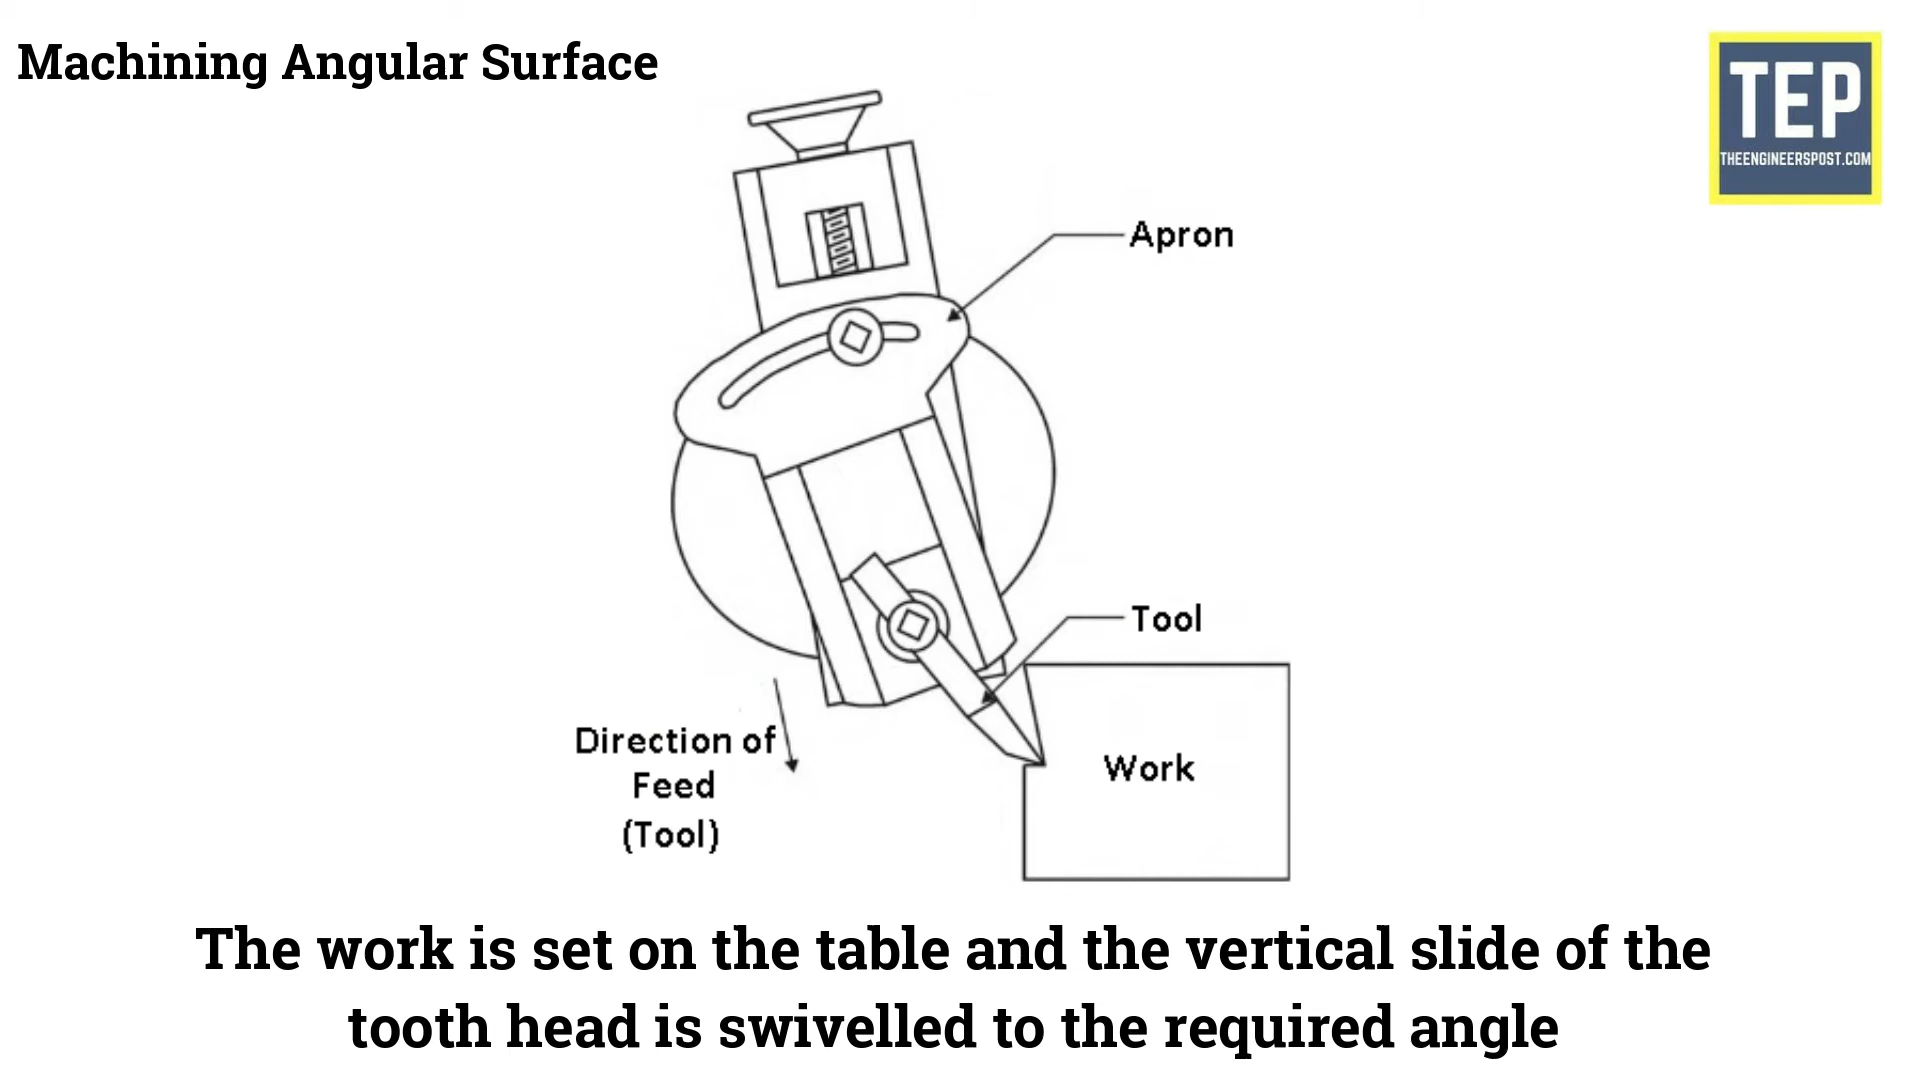 Machining Angular Surface
TEP
THEENGINEERSPOST.COM
Apron
Tool
Direction of
Feed
(Tool)
Work
The work is set on the table and the vertical slide of the
tooth head is swivelled to the required angle